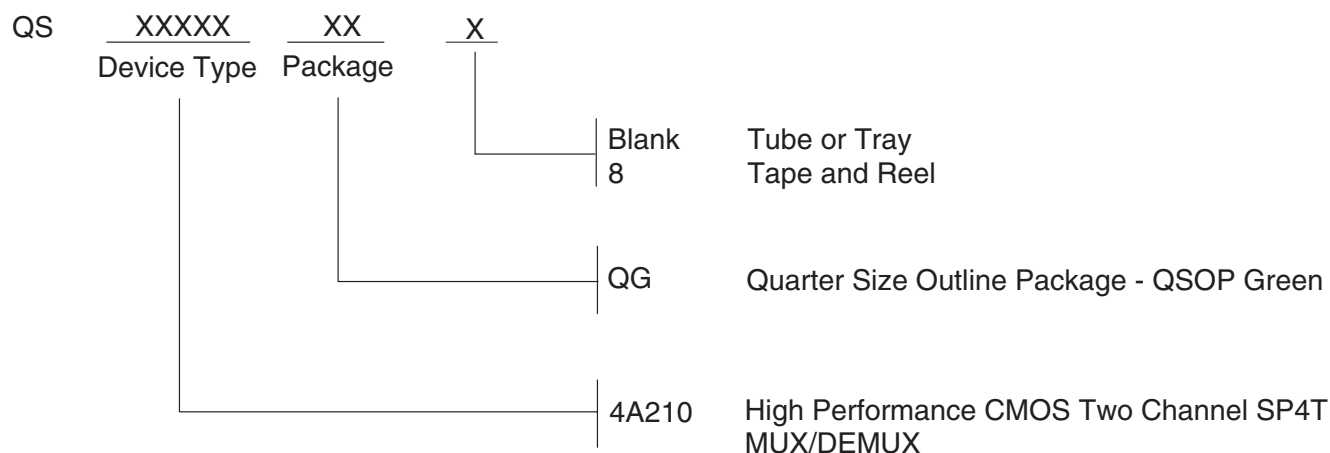 QS XXXXX XX X
Device Type Package
Blank Tube or Tray
8 Tape and Reel
QG Quarter Size Outline Package - QSOP Green
4A210 High Performance CMOS Two Channel SP4T
MUX/DEMUX